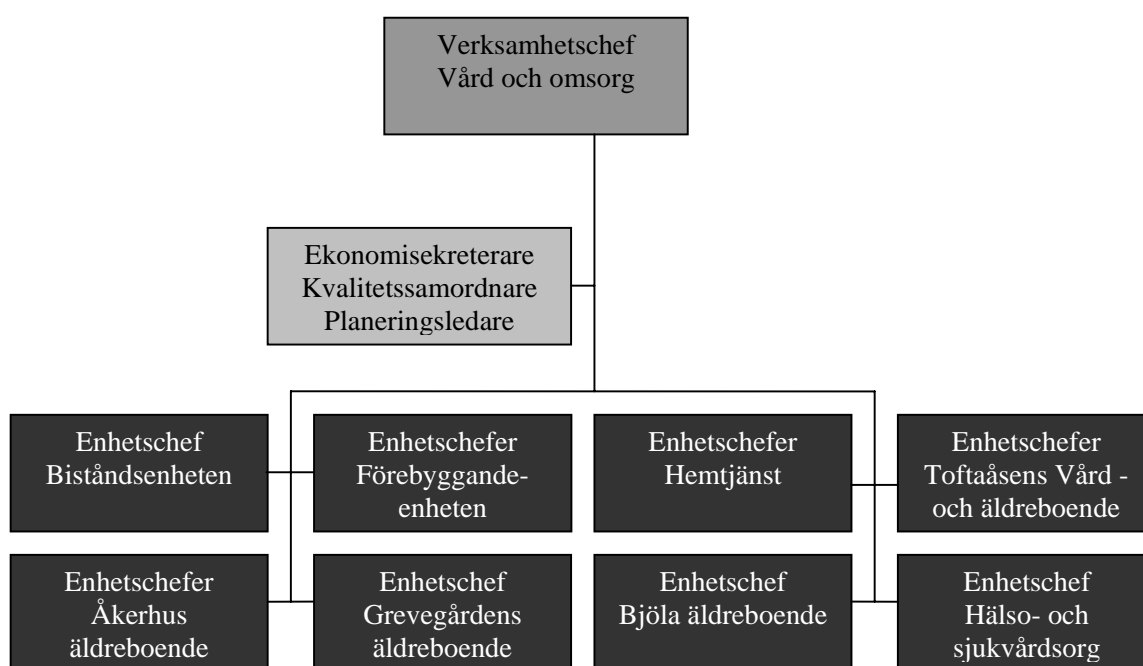 Verksamhetschef
Vård och omsorg
Ekonomisekreterare
Kvalitetssamordnare
Planeringsledare
Enhetschef
Biståndsenheten
Enhetschefer
Förebyggande-
enheten
Enhetschefer
Hemtjänst
Enhetschefer
Toftaåsens Vård -
och äldreboende
Enhetschefer
Åkerhus
äldreboende
Enhetschef
Grevegårdens
äldreboende
Enhetschef
Bjöla äldreboende
Enhetschef
Hälso- och
sjukvårdsorg